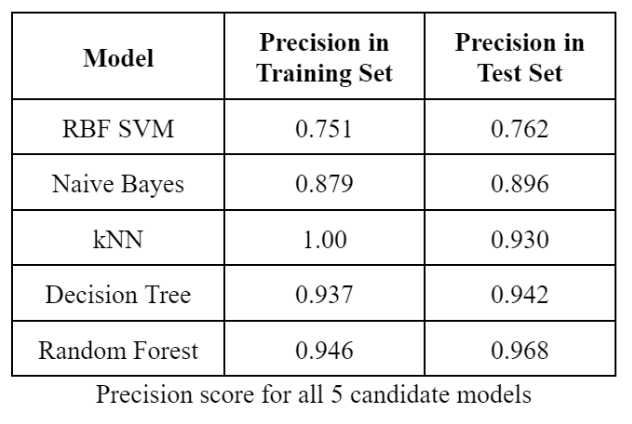 Model
Precision in
Training Set
Precision in
Test Set
RBF SVM 0.751 0.762
Naive Bayes 0.879 0.896
kNN 1.00 0.930
Decision Tree 0.937 0.942
Random Forest 0.946 0.968
Precision score for all 5 candidate models